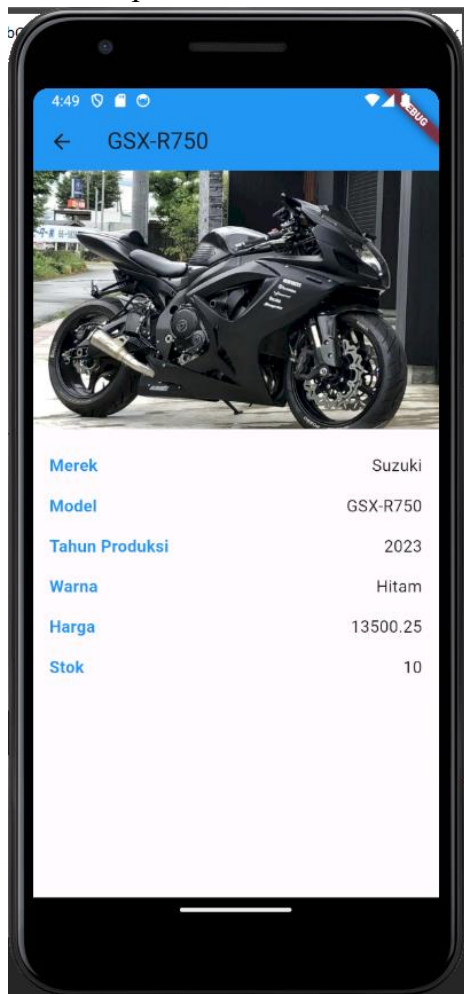 4:49
DEBUG
GSX-R750
Merek Suzuki
Model GSX-R750
Tahun Produksi 2023
Warna Hitam
Harga 13500.25
Stok 10